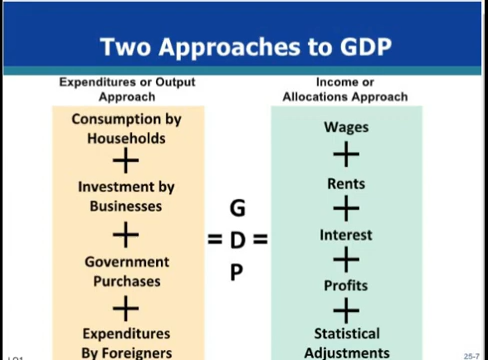 Two Approaches to GDP
Expenditures or Output
Approach
Consumption by
Households
+
Investment by
Businesses
+
Government
Purchases
+
Expenditures
By Foreigners
= G D P =
Income or
Allocations Approach
Wages
+
Rents
+
Interest
+
Profits
+
Statistical
Adjustments
25-7